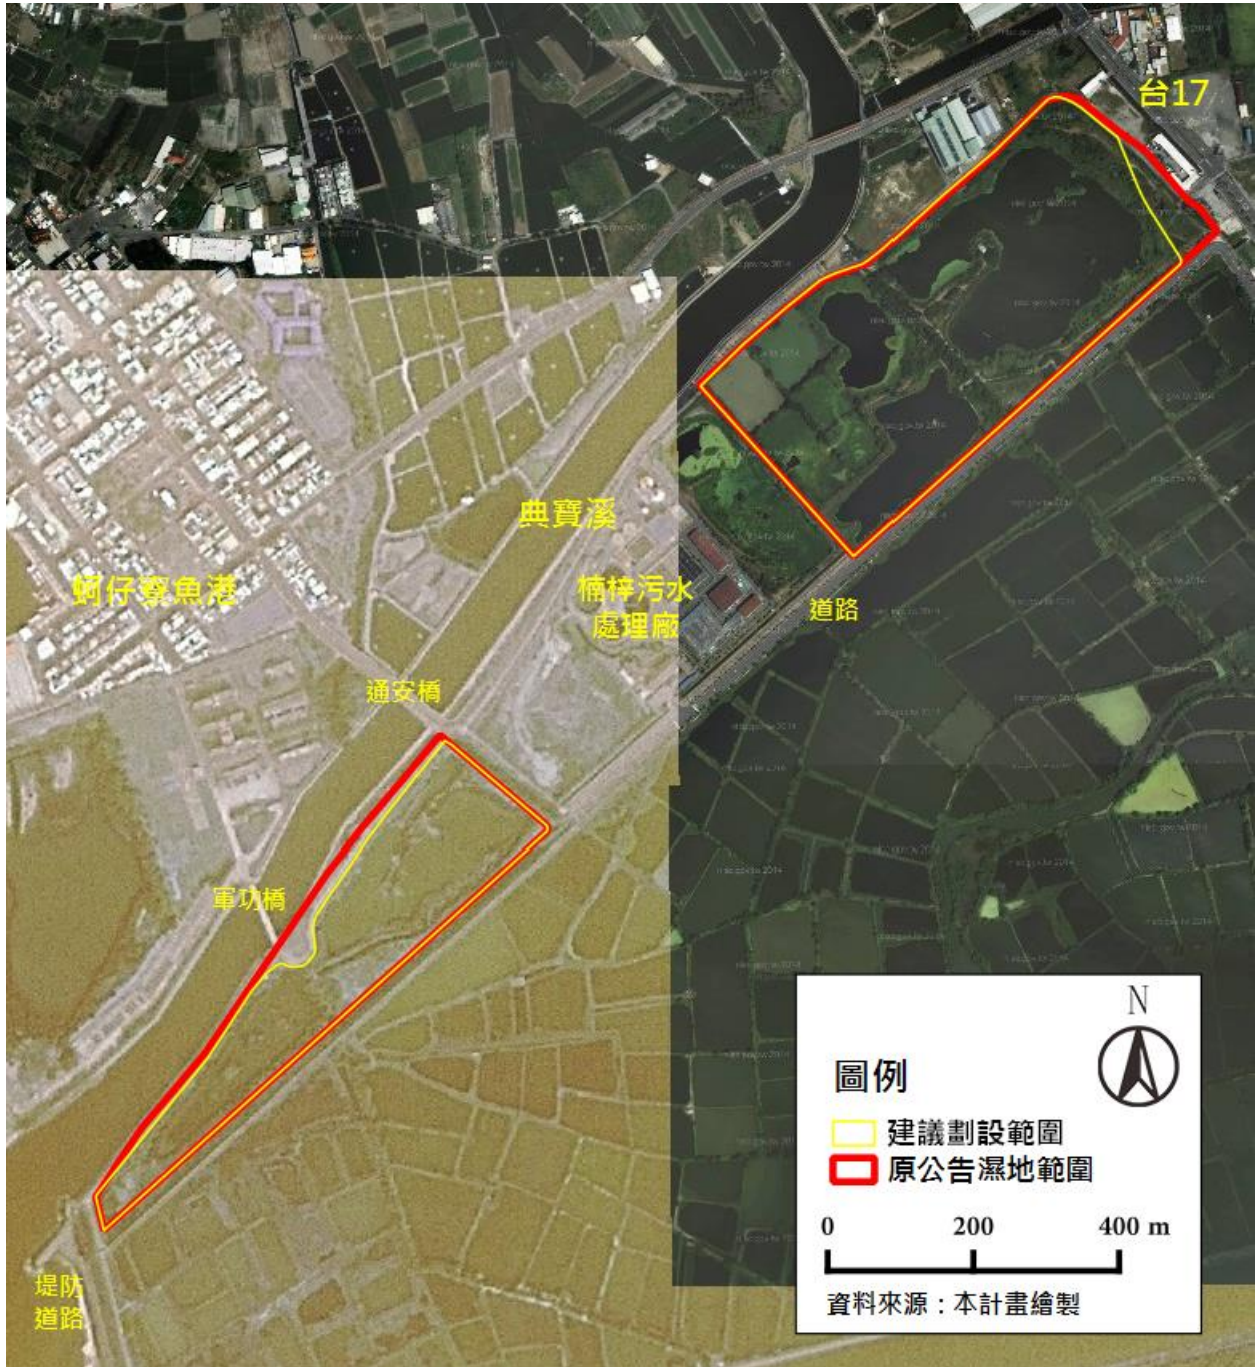 台17
典寶溪
蚵仔寮魚港
楠梓污水
處理廠
道路
通安橋
軍功橋
堤防
道路
N
圖例
建議劃設範圍
原公告濕地範圍
0 200 400 m
資料來源：本計畫繪製